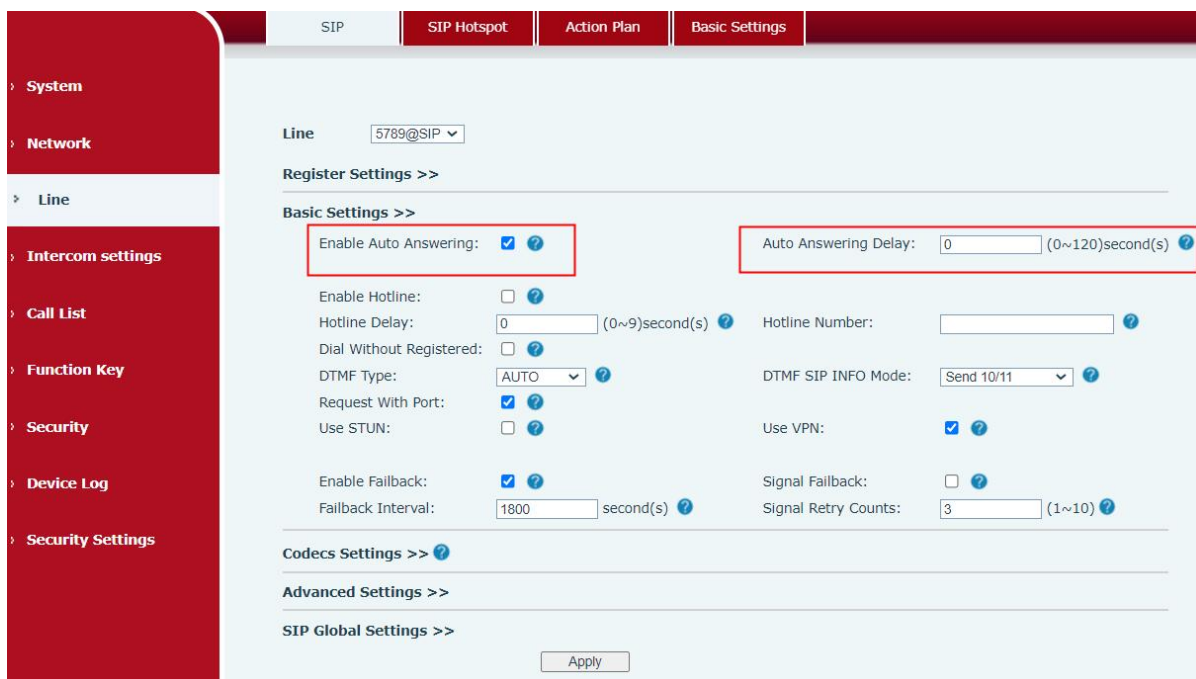 SIP SIP Hotspot Action Plan Basic Settings
System
Network
Line
Intercom settings
Call List
Function Key
Security
Device Log
Security Settings
Line 5789@SIP
Register Settings >>
Basic Settings >>
Enable Auto Answering: Auto Answering Delay: 0 (0~120)second(s)
Enable Hotline:
Hotline Delay: 0 (0~9)second(s) Hotline Number:
Dial Without Registered:
DTMF Type: AUTO DTMF SIP INFO Mode: Send 10/11
Request With Port:
Use STUN: Use VPN:
Enable Failback: Signal Failback:
Failback Interval: 1800 second(s) Signal Retry Counts: 3 (1~10)
Codecs Settings >>
Advanced Settings >>
SIP Global Settings >>
Apply